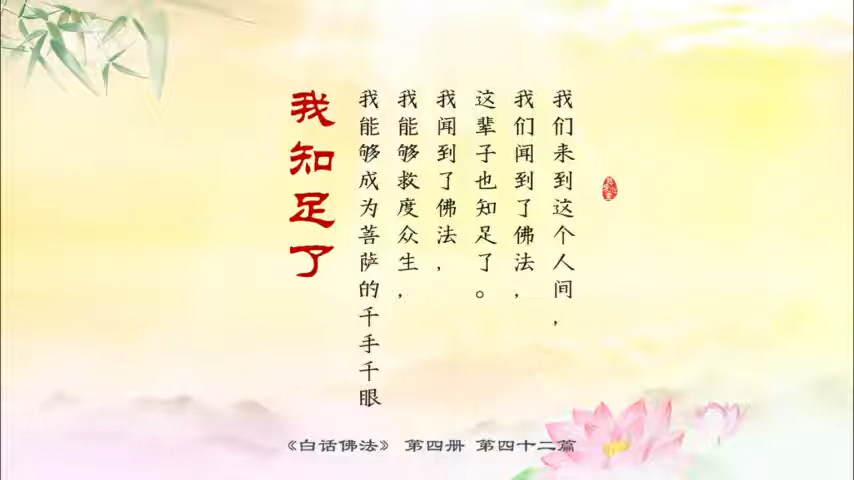 我们来到这个人间，
我们闻到了佛法，
这辈子也知足了。
我闻到了佛法，
我能够救度众生，
我能够成为菩萨的千手千眼
我知足了
《白话佛法》 第四册 第四十二篇